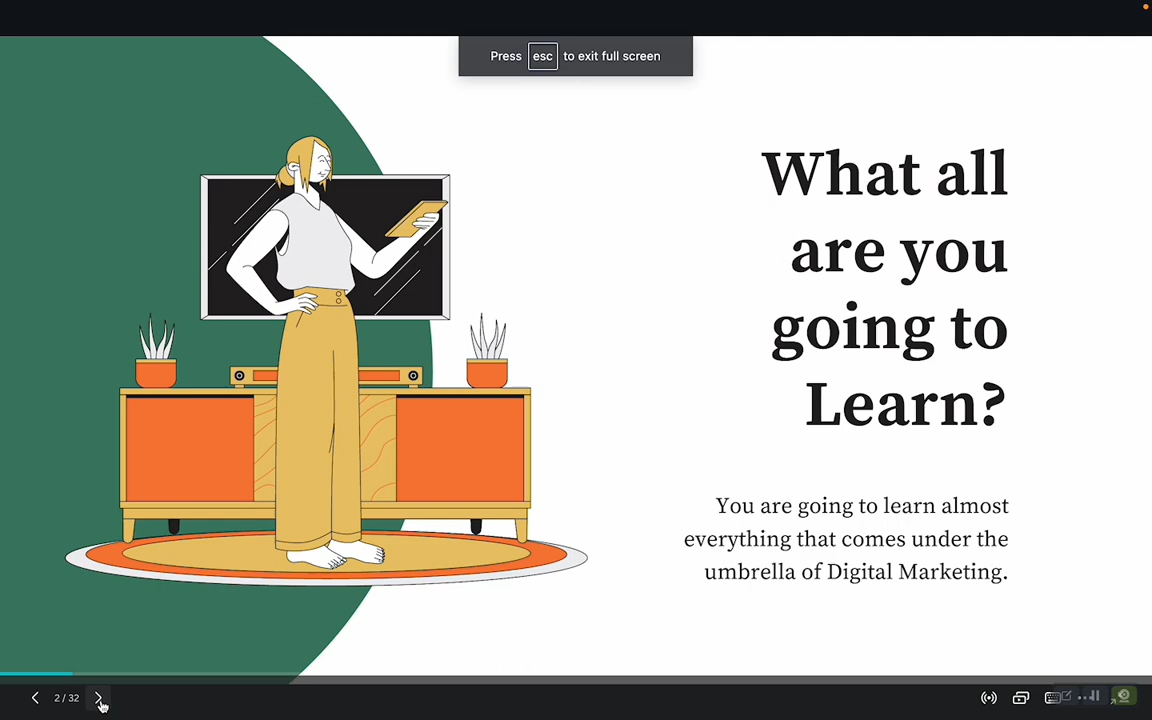 Press esc to exit full screen
What all
are you
going to
Learn?
You are going to learn almost
everything that comes under the
umbrella of Digital Marketing.
2 / 32